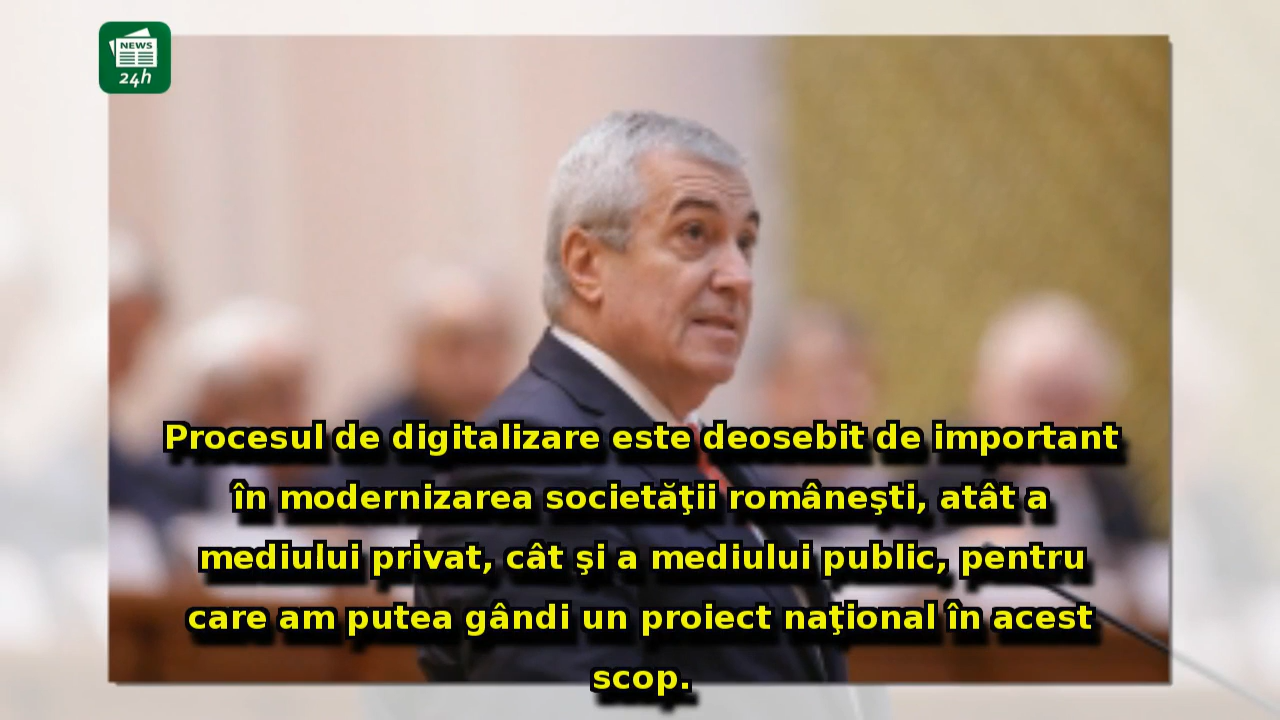 NEWS
24h
Procesul de digitalizare este deosebit de important
în modernizarea societăţii româneşti, atât a
mediului privat, cât şi a mediului public, pentru
care am putea gândi un proiect naţional în acest
scop.